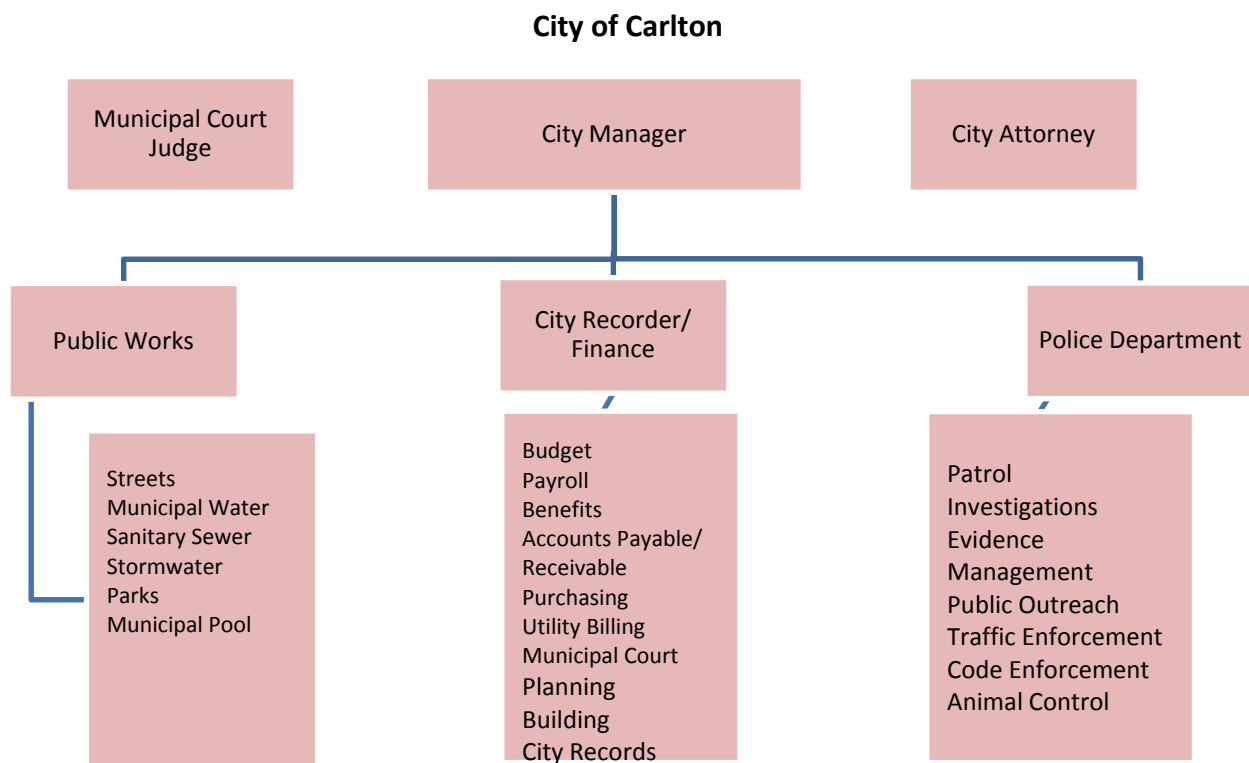 City of Carlton
Municipal Court
Judge
City Manager
City Attorney
Public Works
City Recorder/
Finance
Police Department
Streets
Municipal Water
Sanitary Sewer
Stormwater
Parks
Municipal Pool
Budget
Payroll
Benefits
Accounts Payable/
Receivable
Purchasing
Utility Billing
Municipal Court
Planning
Building
City Records
Patrol
Investigations
Evidence
Management
Public Outreach
Traffic Enforcement
Code Enforcement
Animal Control